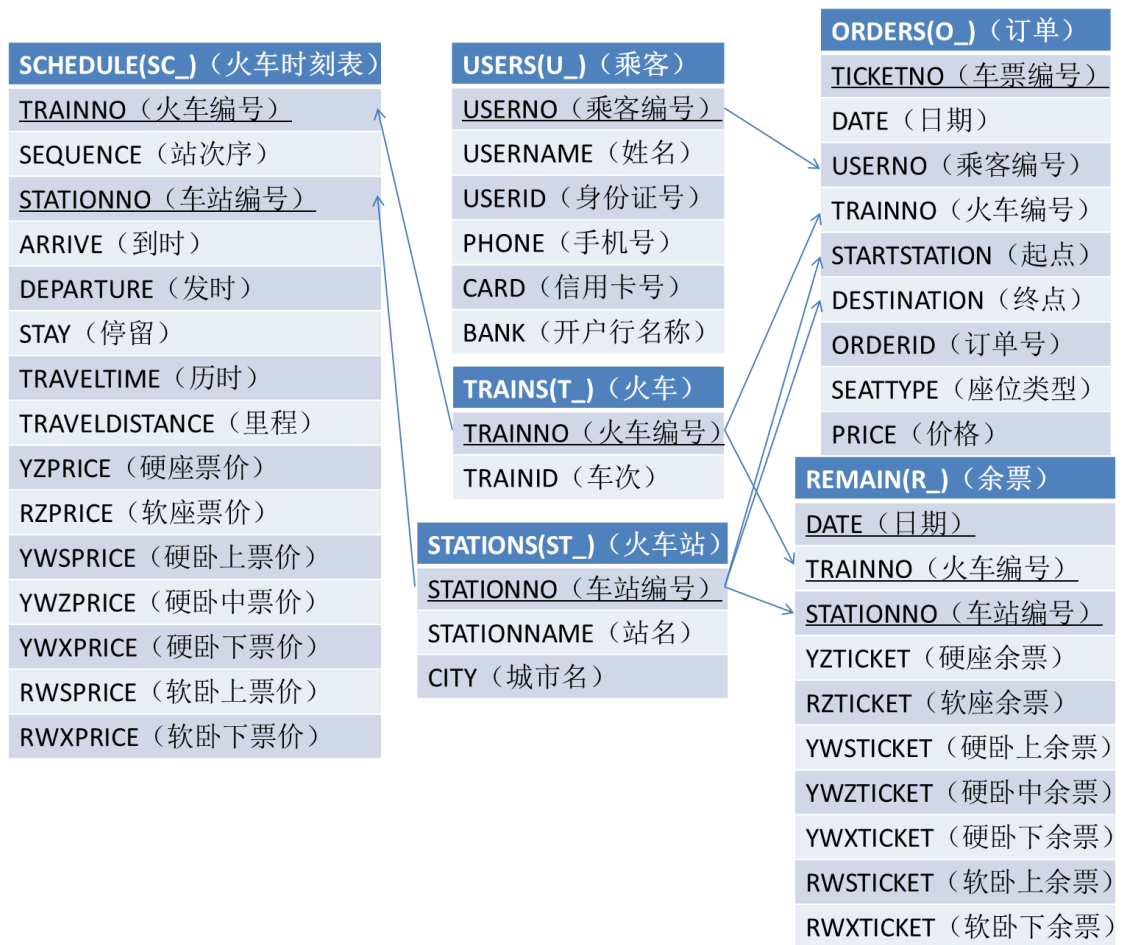 SCHEDULE(SC_)（火车时刻表）
TRAINNO（火车编号）
SEQUENCE（站次序）
STATIONNO（车站编号）
ARRIVE（到时）
DEPARTURE（发时）
STAY（停留）
TRAVELTIME（历时）
TRAVELDISTANCE（里程）
YZPRICE（硬座票价）
RZPRICE（软座票价）
YWSPRICE（硬卧上票价）
YWZPRICE（硬卧中票价）
YWXPRICE（硬卧下票价）
RWSPRICE（软卧上票价）
RWXPRICE（软卧下票价）
USERS(U_)（乘客）
USERNO（乘客编号）
USERNAME（姓名）
USERID（身份证号）
PHONE（手机号）
CARD（信用卡号）
BANK（开户行名称）
TRAINS(T_)（火车）
TRAINNO（火车编号）
TRAINID（车次）
STATIONS(ST_)（火车站）
STATIONNO（车站编号）
STATIONNAME（站名）
CITY（城市名）
ORDERS(O_)（订单）
TICKETNO（车票编号）
DATE（日期）
USERNO（乘客编号）
TRAINNO（火车编号）
STARTSTATION（起点）
DESTINATION（终点）
ORDERID（订单号）
SEATTYPE（座位类型）
PRICE（价格）
REMAIN(R_)（余票）
DATE（日期）
TRAINNO（火车编号）
STATIONNO（车站编号）
YZTICKET（硬座余票）
RZTICKET（软座余票）
YWSTICKET（硬卧上余票）
YWZTICKET（硬卧中余票）
YWXTICKET（硬卧下余票）
RWSTICKET（软卧上余票）
RWXTICKET（软卧下余票）